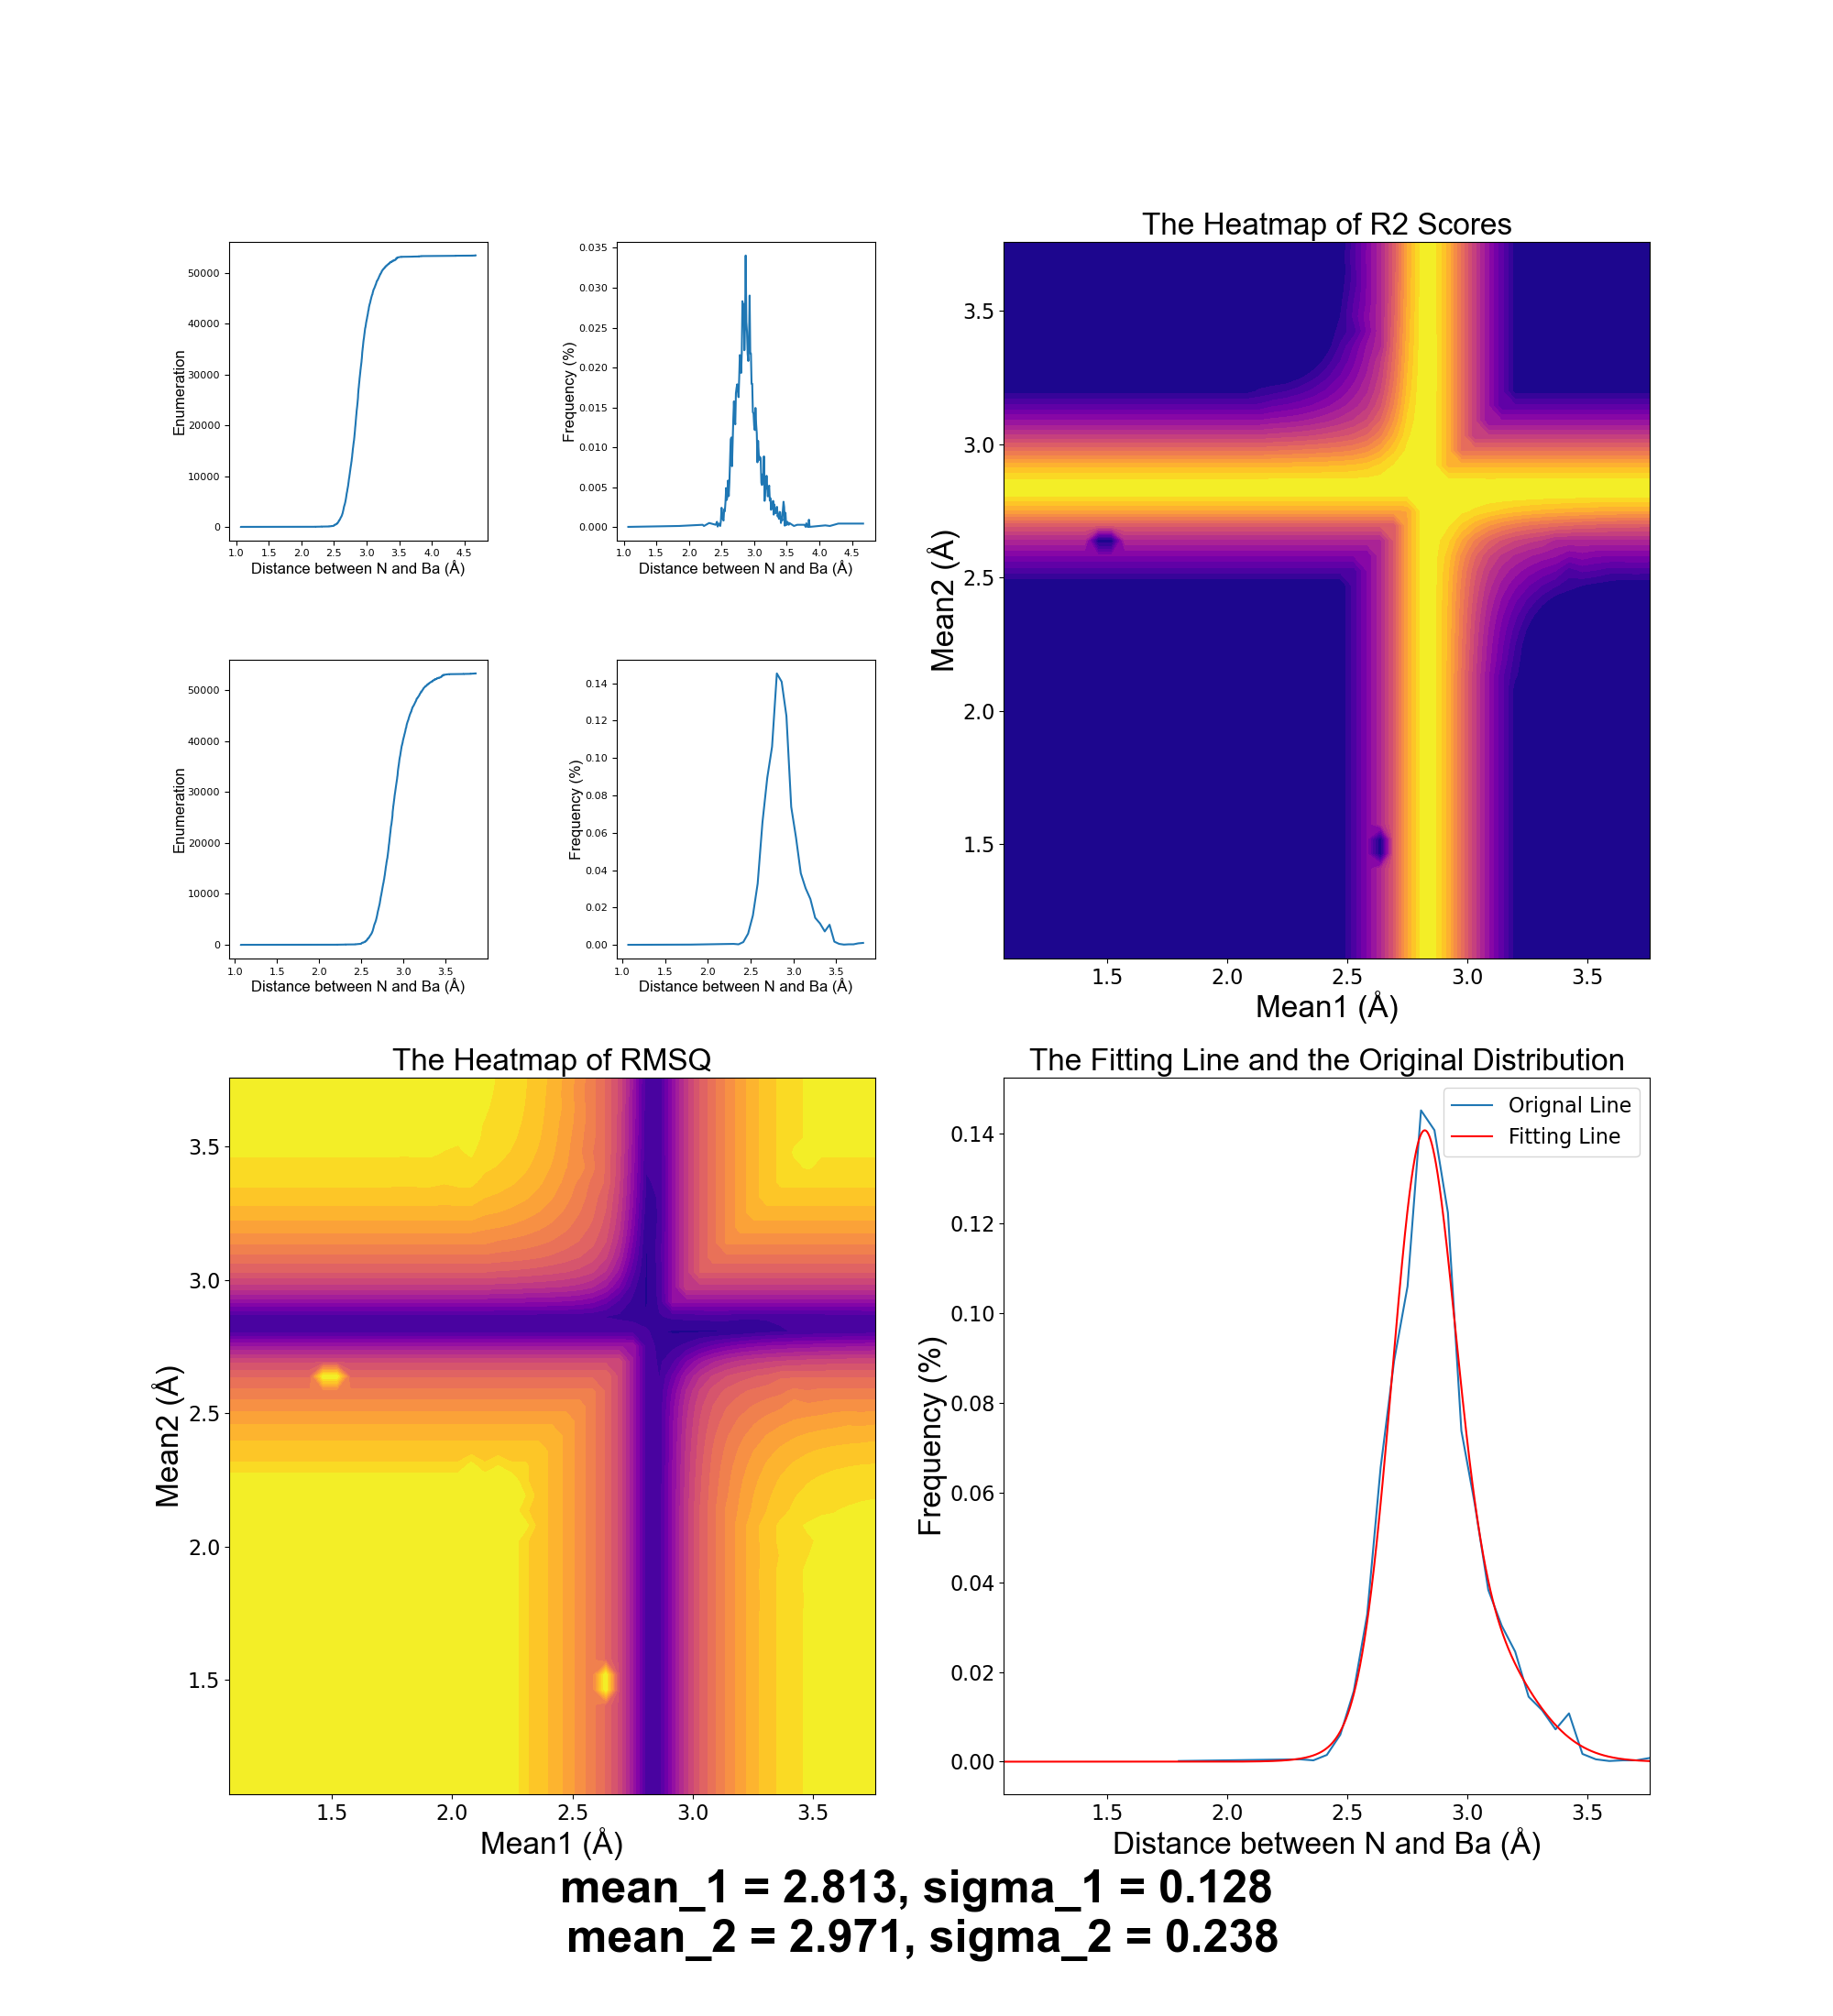 The Heatmap of R2 Scores
50000
40000
30000
20000
10000
0
Enumeration
1.0 1.5 2.0 2.5 3.0 3.5 4.0 4.5
Distance between N and Ba (Å)
0.035
0.030
0.025
0.020
0.015
0.010
0.005
0.000
Frequency (%)
1.0 1.5 2.0 2.5 3.0 3.5 4.0 4.5
Distance between N and Ba (Å)
50000
40000
30000
20000
10000
0
Enumeration
1.0 1.5 2.0 2.5 3.0 3.5
Distance between N and Ba (Å)
0.14
0.12
0.10
0.08
0.06
0.04
0.02
0.00
Frequency (%)
1.0 1.5 2.0 2.5 3.0 3.5
Distance between N and Ba (Å)
3.5
3.0
2.5
2.0
1.5
Mean2 (Å)
1.5 2.0 2.5 3.0 3.5
Mean1 (Å)
The Heatmap of RMSQ
3.5
3.0
2.5
2.0
1.5
Mean2 (Å)
1.5 2.0 2.5 3.0 3.5
Mean1 (Å)
The Fitting Line and the Original Distribution
Orignal Line
Fitting Line
0.14
0.12
0.10
0.08
0.06
0.04
0.02
0.00
Frequency (%)
1.5 2.0 2.5 3.0 3.5
Distance between N and Ba (Å)
mean_1 = 2.813, sigma_1 = 0.128
mean_2 = 2.971, sigma_2 = 0.238